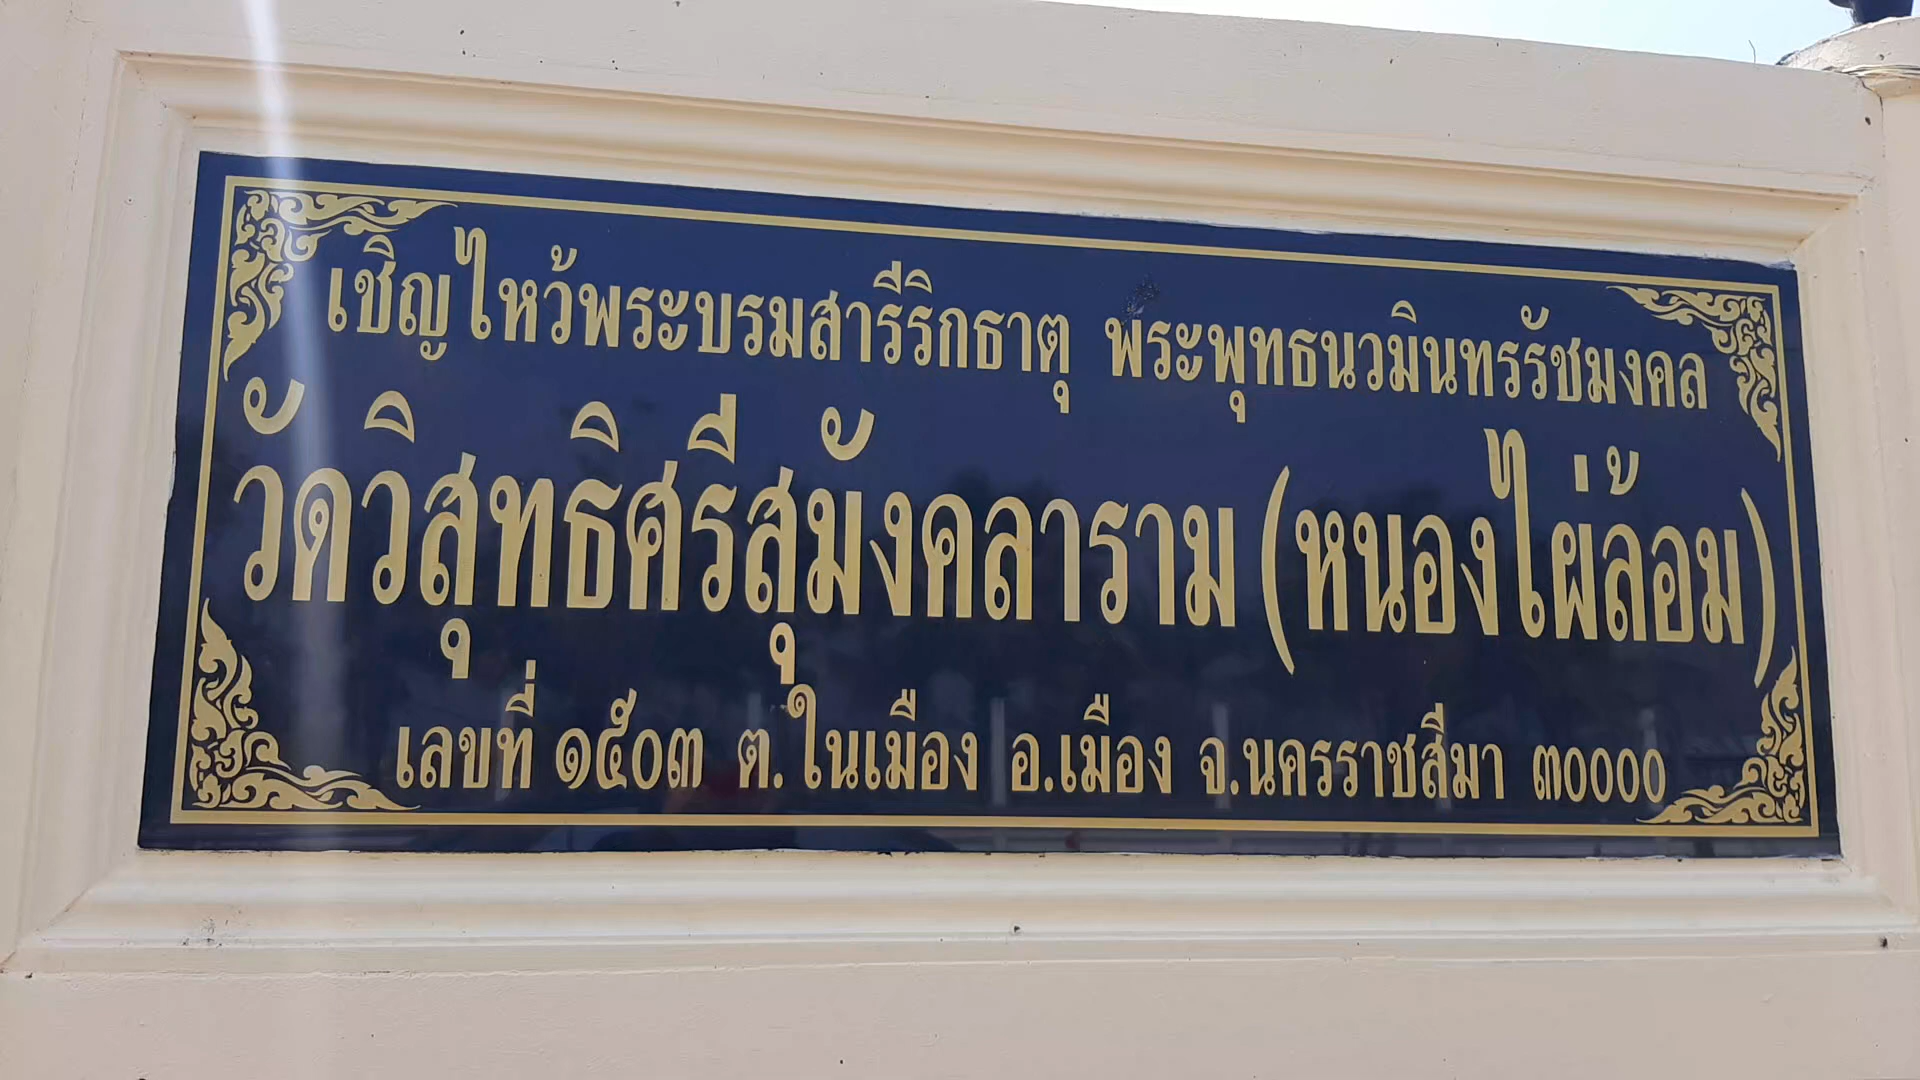 เชิญไหว้พระบรมสารีริกธาตุ พระพุทธนวมินทรรัชมงคล
วัดวิสุทธิศรีสุมังคลาราม (หนองไผ่ล้อม)
เลขที่ ๑๕๐๓ ต.ในเมือง อ.เมือง จ.นครราชสีมา ๓๐๐๐๐